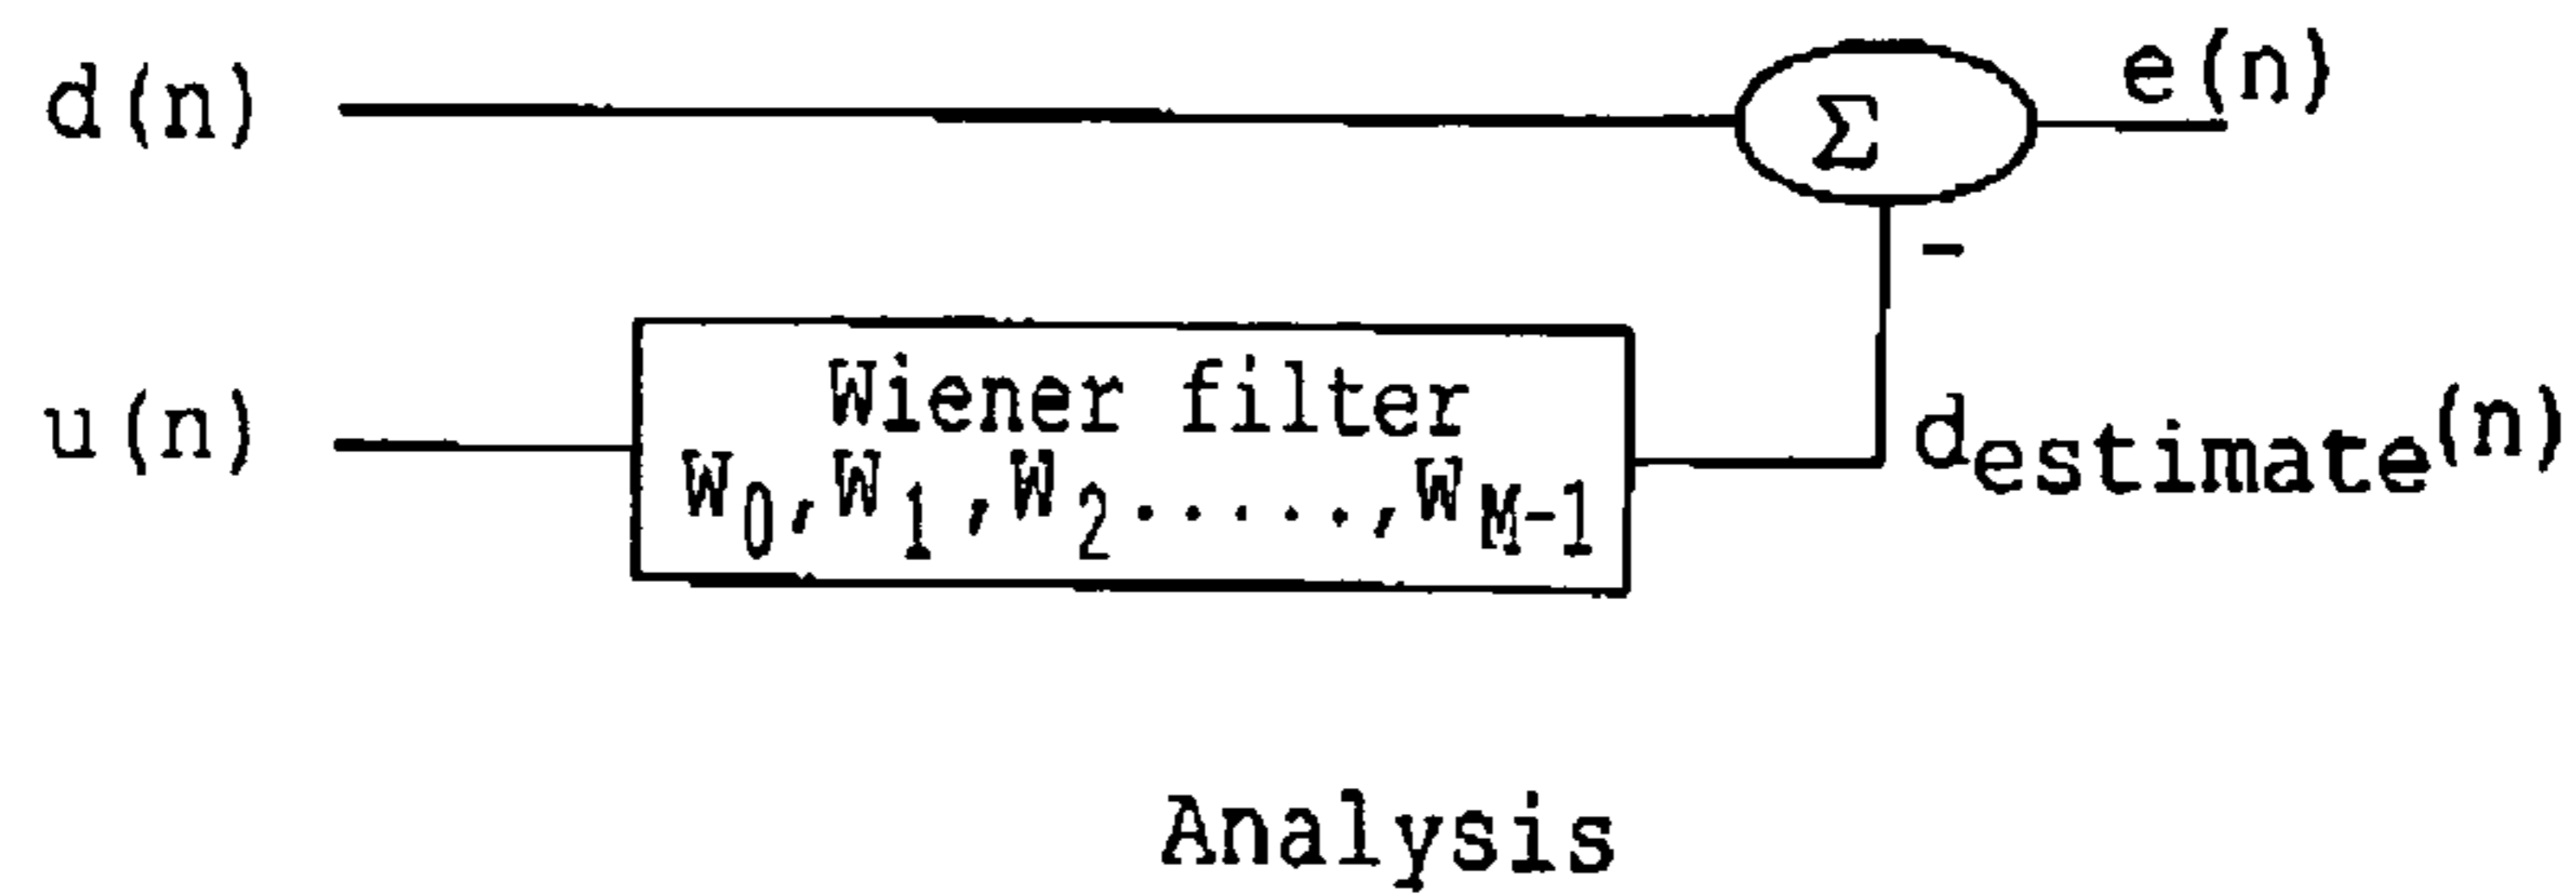 d(n)
Σ
e(n)
-
u(n)
Wiener filter
W0,W1,W2.....,WM-1
destimate(n)
Analysis